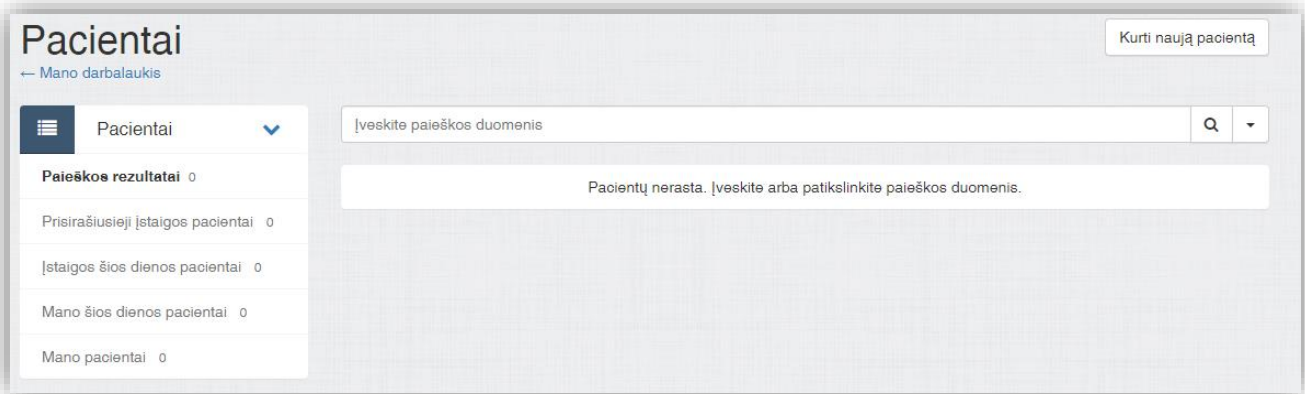 Pacientai
Kurti naują pacientą
← Mano darbalaukis
Pacientai
Įveskite paieškos duomenis
Paieškos rezultatai 0
Pacientų nerasta. Įveskite arba patikslinkite paieškos duomenis.
Prisirašiusieji įstaigos pacientai 0
Įstaigos šios dienos pacientai 0
Mano šios dienos pacientai 0
Mano pacientai 0